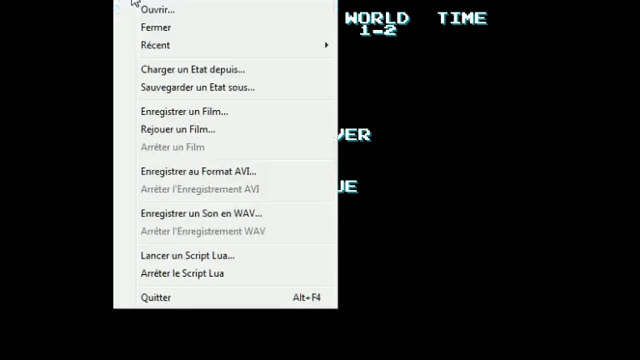 Ouvrir...
WORLD TIME
Fermer
1-2
Récent
Charger un Etat depuis...
Sauvegarder un Etat sous...
Enregistrer un Film...
Rejouer un Film...
VER
Arrêter un Film
Enregistrer au Format AVI...
UE
Arrêter l'Enregistrement AVI
Enregistrer un Son en WAV...
Arrêter l'Enregistrement WAV
Lancer un Script Lua...
Arrêter le Script Lua
Quitter Alt+F4